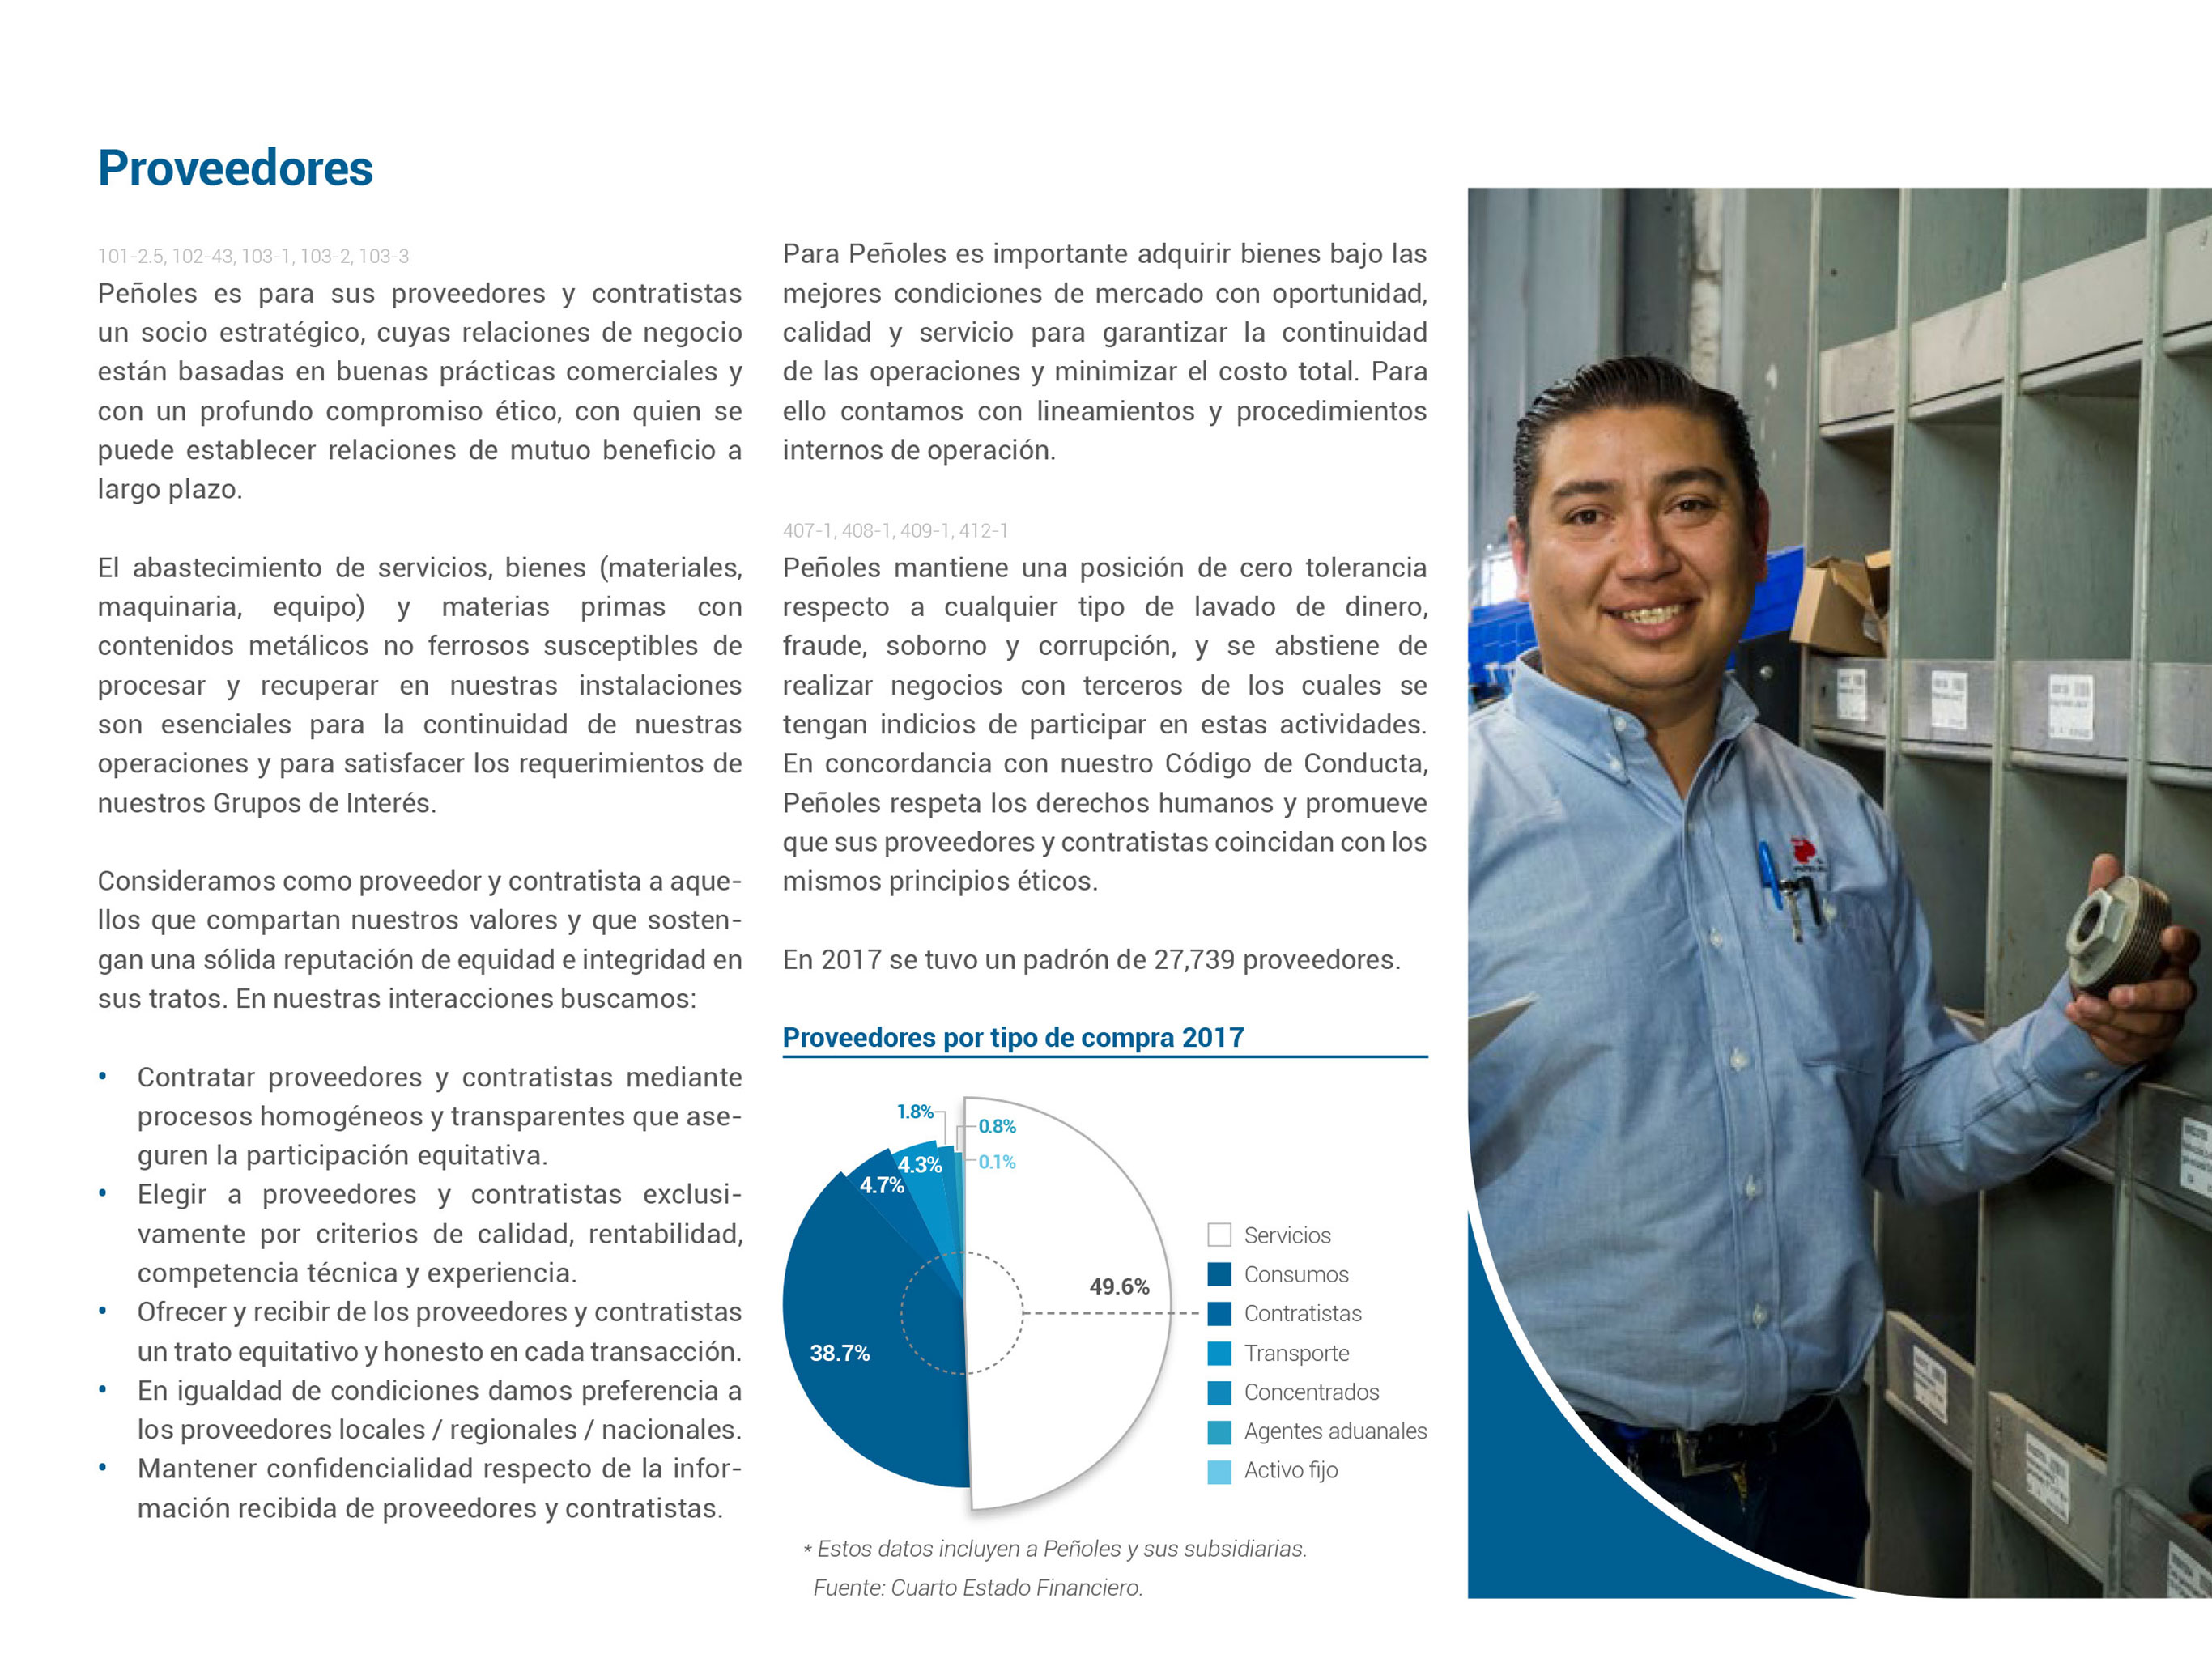 Proveedores
101-2.5, 102-43, 103-1, 103-2, 103-3
Peñoles es para sus proveedores y contratistas
un socio estratégico, cuyas relaciones de negocio
están basadas en buenas prácticas comerciales y
con un profundo compromiso ético, con quien se
puede establecer relaciones de mutuo beneficio a
largo plazo.
El abastecimiento de servicios, bienes (materiales,
maquinaria, equipo) y materias primas con
contenidos metálicos no ferrosos susceptibles de
procesar y recuperar en nuestras instalaciones
son esenciales para la continuidad de nuestras
operaciones y para satisfacer los requerimientos de
nuestros Grupos de Interés.
Consideramos como proveedor y contratista a aque-
llos que compartan nuestros valores y que sosten-
gan una sólida reputación de equidad e integridad en
sus tratos. En nuestras interacciones buscamos:
• Contratar proveedores y contratistas mediante
procesos homogéneos y transparentes que ase-
guren la participación equitativa.
• Elegir a proveedores y contratistas exclusi-
vamente por criterios de calidad, rentabilidad,
competencia técnica y experiencia.
• Ofrecer y recibir de los proveedores y contratistas
un trato equitativo y honesto en cada transacción.
• En igualdad de condiciones damos preferencia a
los proveedores locales / regionales / nacionales.
• Mantener confidencialidad respecto de la infor-
mación recibida de proveedores y contratistas.
Para Peñoles es importante adquirir bienes bajo las
mejores condiciones de mercado con oportunidad,
calidad y servicio para garantizar la continuidad
de las operaciones y minimizar el costo total. Para
ello contamos con lineamientos y procedimientos
internos de operación.
407-1, 408-1, 409-1, 412-1
Peñoles mantiene una posición de cero tolerancia
respecto a cualquier tipo de lavado de dinero,
fraude, soborno y corrupción, y se abstiene de
realizar negocios con terceros de los cuales se
tengan indicios de participar en estas actividades.
En concordancia con nuestro Código de Conducta,
Peñoles respeta los derechos humanos y promueve
que sus proveedores y contratistas coincidan con los
mismos principios éticos.
En 2017 se tuvo un padrón de 27,739 proveedores.
Proveedores por tipo de compra 2017
1.8%
0.8%
4.3%
0.1%
4.7%
49.6%
38.7%
Servicios
Consumos
Contratistas
Transporte
Concentrados
Agentes aduanales
Activo fijo
* Estos datos incluyen a Peñoles y sus subsidiarias.
Fuente: Cuarto Estado Financiero.